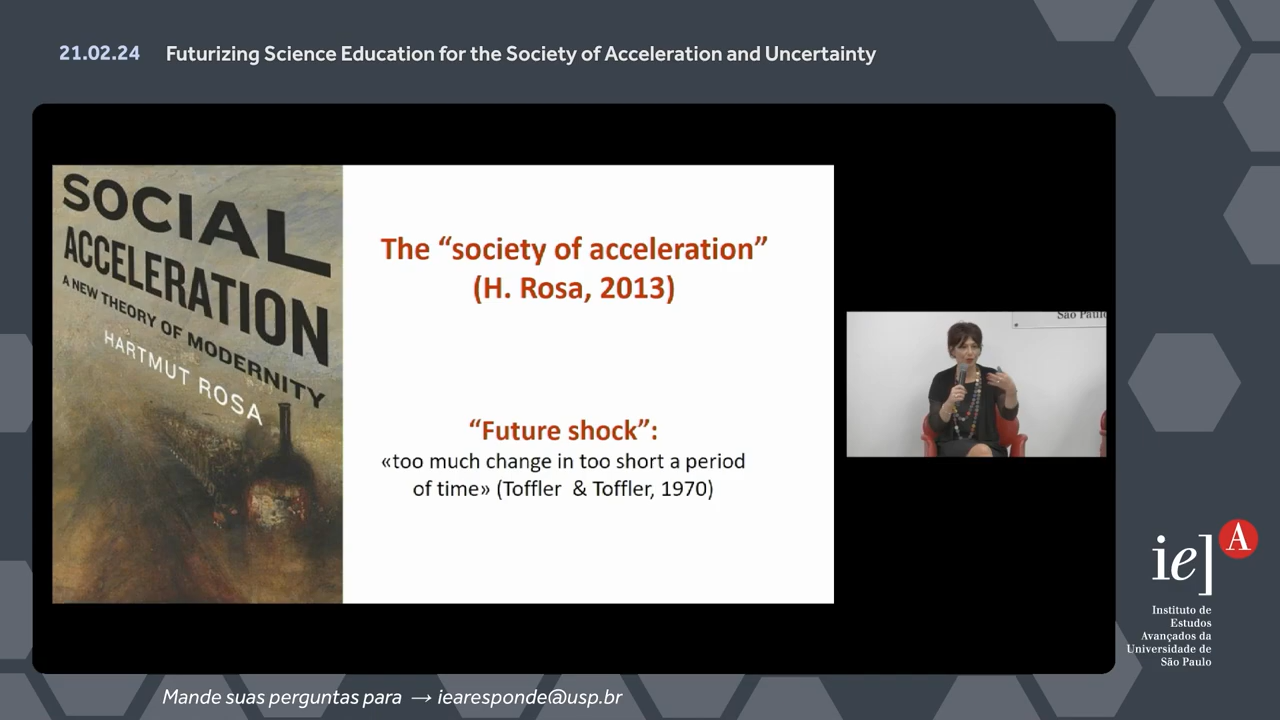 21.02.24 Futurizing Science Education for the Society of Acceleration and Uncertainty
SOCIAL
ACCELERATION
A NEW THEORY OF MODERNITY
HARTMUT ROSA
The “society of acceleration”
(H. Rosa, 2013)
“Future shock”:
«too much change in too short a period
of time» (Toffler & Toffler, 1970)
São Paulo
iea]
A
Instituto de
Estudos
Avançados da
Universidade de
São Paulo
Mande suas perguntas para → iearesponde@usp.br